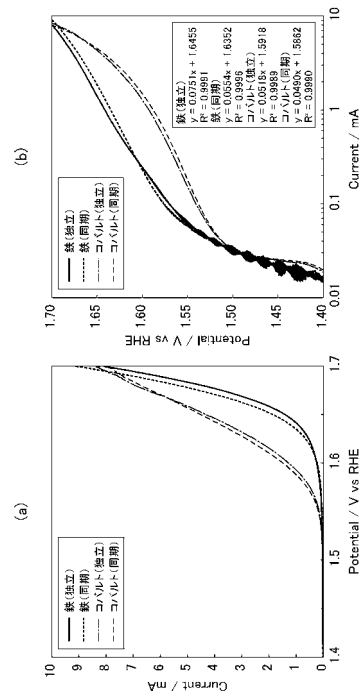 (a)
10
9
8
7
6
5
4
3
2
1
0
Current / mA
1.4
1.5
1.6
1.7
Potential / V vs RHE
鉄(独立)
鉄(同期)
コバルト(独立)
コバルト(同期)
(b)
1.70
1.65
1.60
1.55
1.50
1.45
1.40
Potential / V vs RHE
0.01
0.1
1
10
Current / mA
鉄(独立)
鉄(同期)
コバルト(独立)
コバルト(同期)
鉄(独立)
y = 0.0751x + 1.6455
R² = 0.9991
鉄(同期)
y = 0.0554x + 1.6352
R² = 0.9996
コバルト(独立)
y = 0.0519x + 1.5918
R² = 0.9989
コバルト(同期)
y = 0.0490x + 1.5862
R² = 0.9990